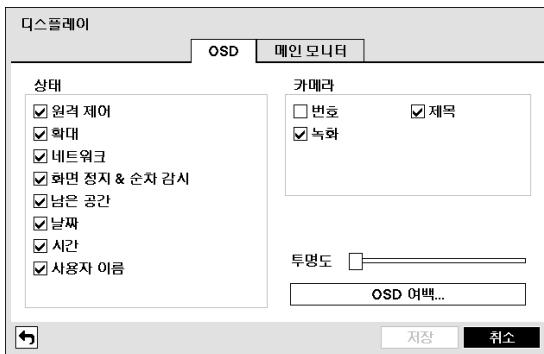 디스플레이
OSD 메인 모니터
상태
원격 제어
확대
네트워크
화면 정지 & 순차 감시
남은 공간
날짜
시간
사용자 이름
카메라
번호 제목
녹화
투명도
OSD 여백...
저장 취소